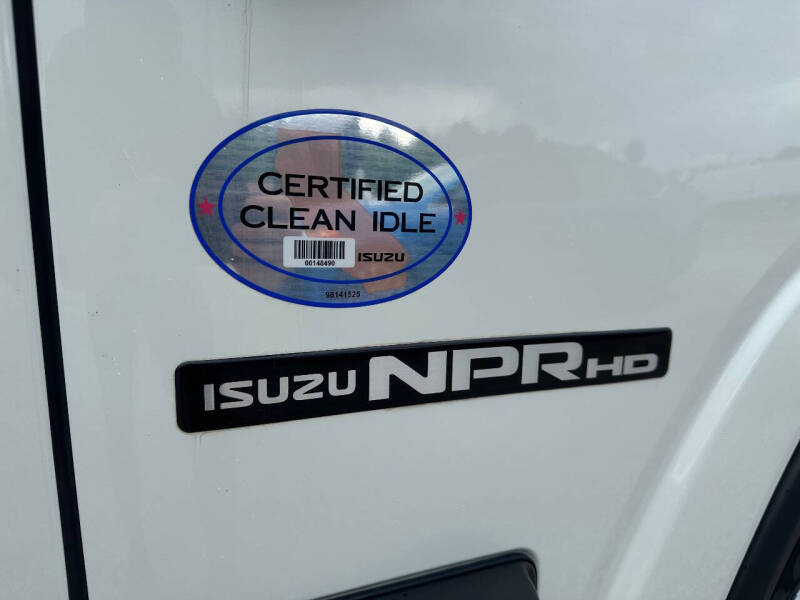 CERTIFIED
CLEAN IDLE
00148490
ISUZU
98141525
ISUZU NPR HD